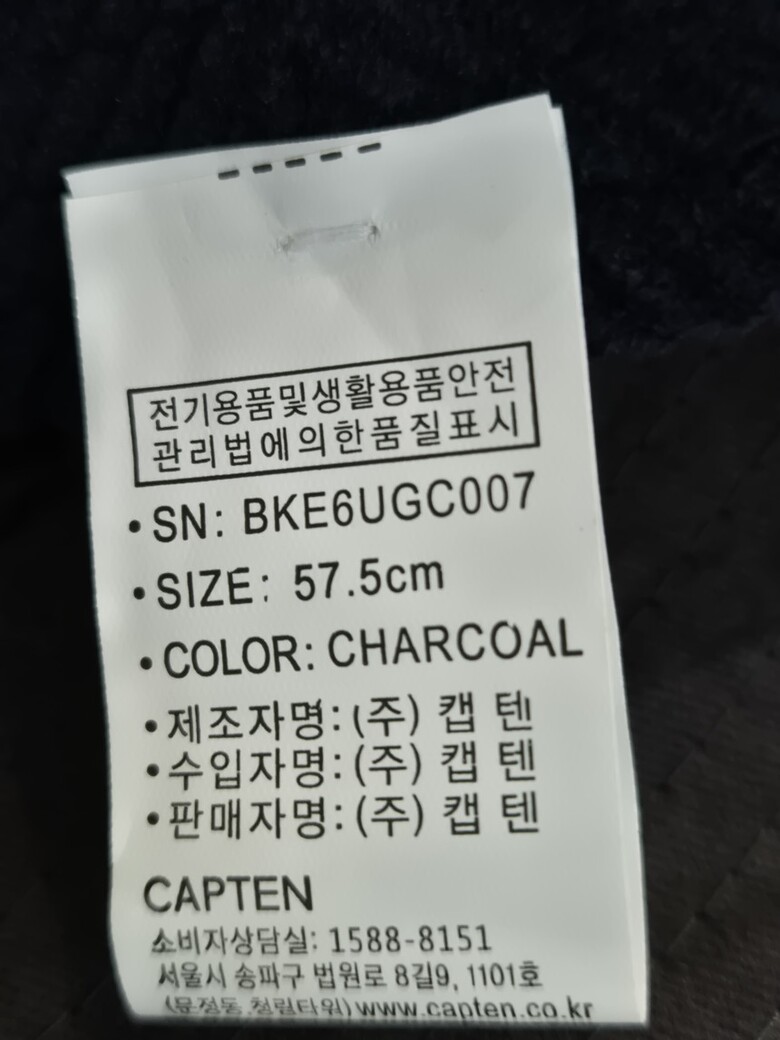 전기용품및생활용품안전
관리법에의한품질표시
•SN: BKE6UGC007
•SIZE: 57.5cm
•COLOR: CHARCOAL
•제조자명:(주) 캡 텐
•수입자명:(주) 캡 텐
•판매자명:(주) 캡 텐
CAPTEN
소비자상담실: 1588-8151
서울시 송파구 법원로 8길9, 1101호
(문정동,청림타워)www.capten.co.kr